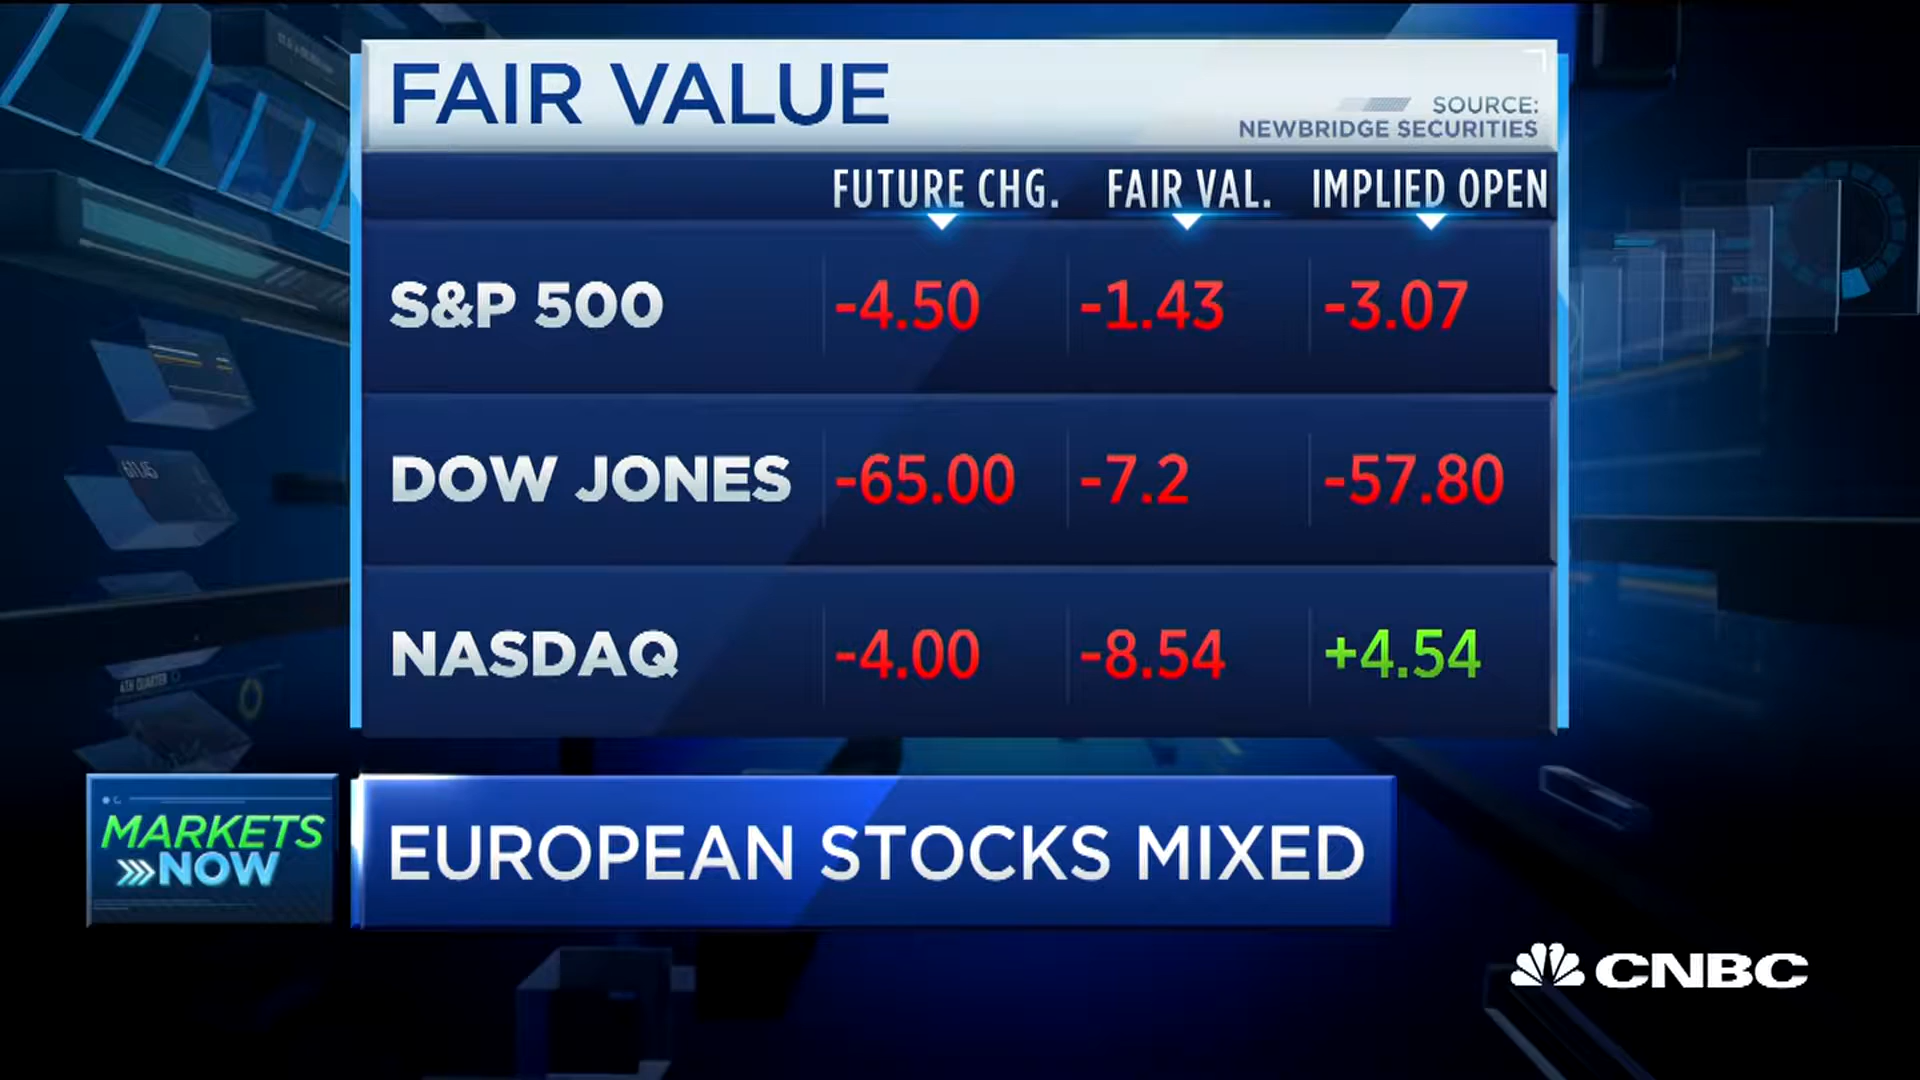 FAIR VALUE
SOURCE:
NEWBRIDGE SECURITIES
FUTURE CHG. FAIR VAL. IMPLIED OPEN
S&P 500 -4.50 -1.43 -3.07
DOW JONES -65.00 -7.2 -57.80
NASDAQ -4.00 -8.54 +4.54
4TH QUARTER
MARKETS
NOW
EUROPEAN STOCKS MIXED
CNBC